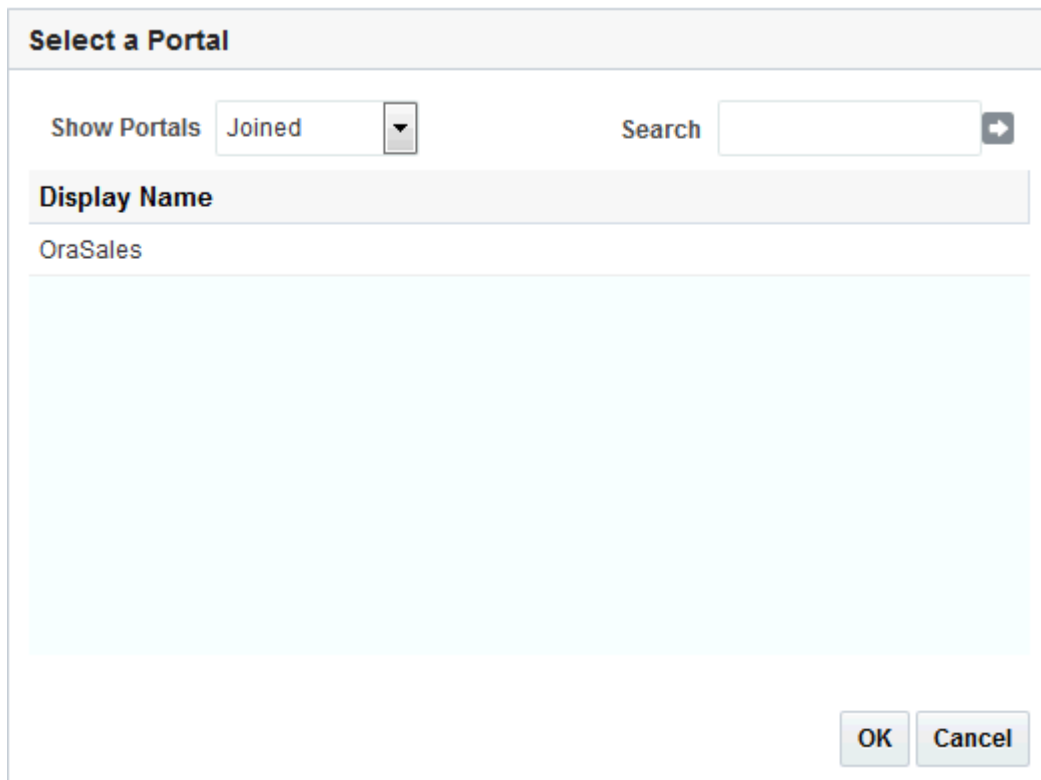 Select a Portal
Show Portals Joined Search
Display Name
OraSales
OK Cancel